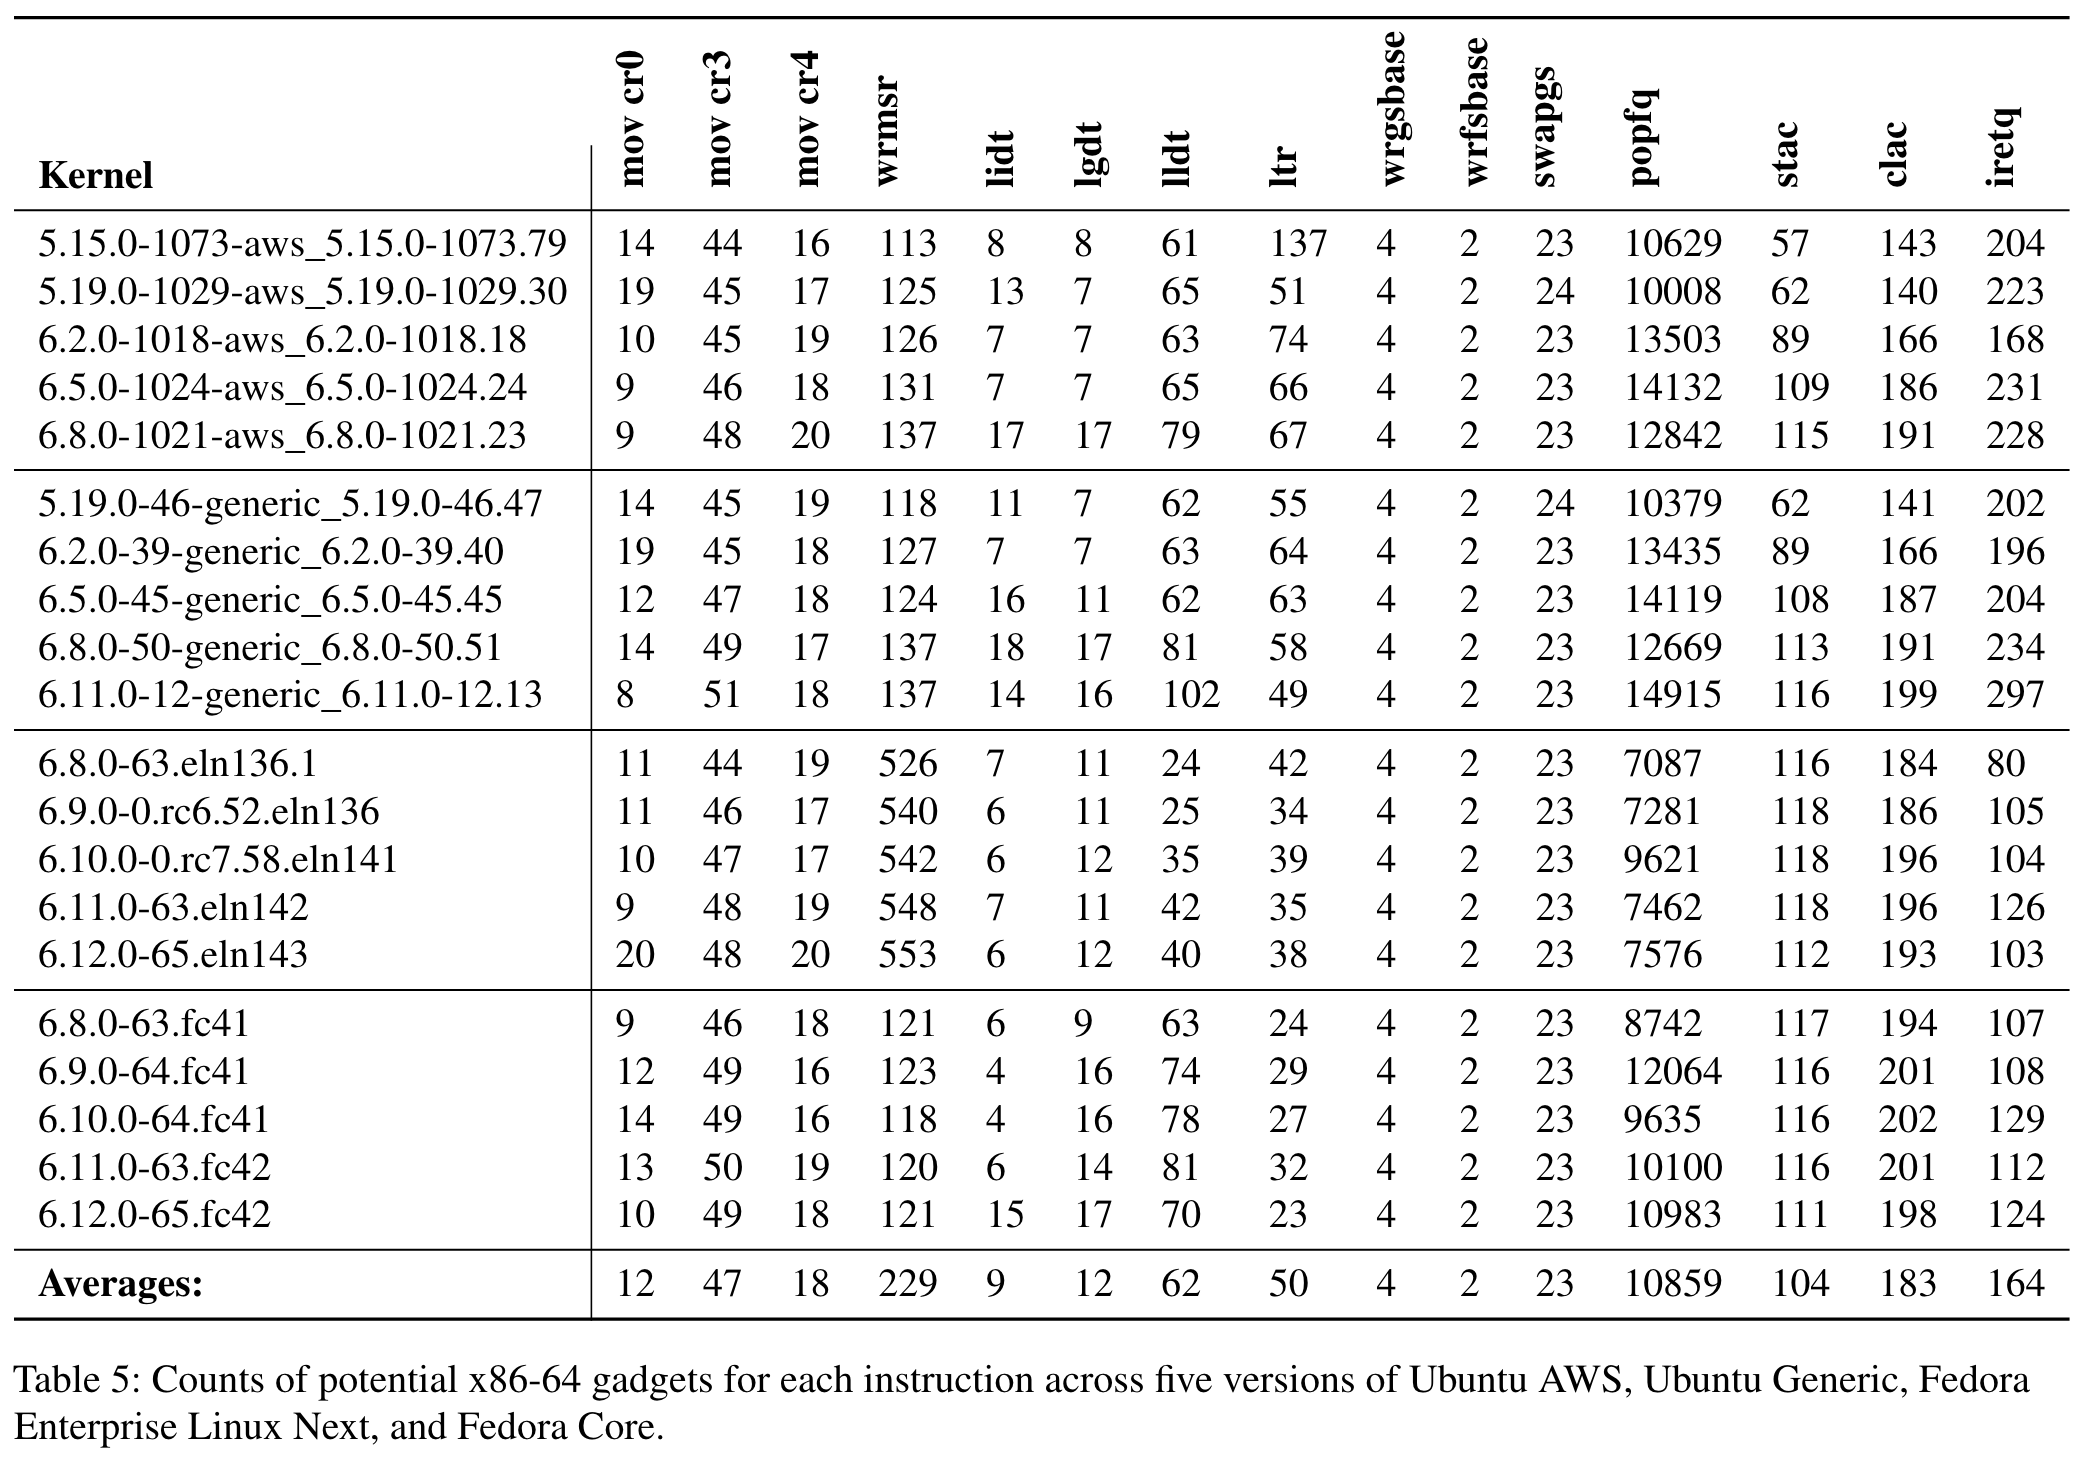 Kernel mov cr0 mov cr3 mov cr4 wrmsr lidt lgdt lldt ltr wrgsbase wrfsbase swapgs popfq stac clac iretq
5.15.0-1073-aws_5.15.0-1073.79 14 44 16 113 8 8 61 137 4 2 23 10629 57 143 204
5.19.0-1029-aws_5.19.0-1029.30 19 45 17 125 13 7 65 51 4 2 24 10008 62 140 223
6.2.0-1018-aws_6.2.0-1018.18 10 45 19 126 7 7 63 74 4 2 23 13503 89 166 168
6.5.0-1024-aws_6.5.0-1024.24 9 46 18 131 7 7 65 66 4 2 23 14132 109 186 231
6.8.0-1021-aws_6.8.0-1021.23 9 48 20 137 17 17 79 67 4 2 23 12842 115 191 228
5.19.0-46-generic_5.19.0-46.47 14 45 19 118 11 7 62 55 4 2 24 10379 62 141 202
6.2.0-39-generic_6.2.0-39.40 19 45 18 127 7 7 63 64 4 2 23 13435 89 166 196
6.5.0-45-generic_6.5.0-45.45 12 47 18 124 16 11 62 63 4 2 23 14119 108 187 204
6.8.0-50-generic_6.8.0-50.51 14 49 17 137 18 17 81 58 4 2 23 12669 113 191 234
6.11.0-12-generic_6.11.0-12.13 8 51 18 137 14 16 102 49 4 2 23 14915 116 199 297
6.8.0-63.eln136.1 11 44 19 526 7 11 24 42 4 2 23 7087 116 184 80
6.9.0-0.rc6.52.eln136 11 46 17 540 6 11 25 34 4 2 23 7281 118 186 105
6.10.0-0.rc7.58.eln141 10 47 17 542 6 12 35 39 4 2 23 9621 118 196 104
6.11.0-63.eln142 9 48 19 548 7 11 42 35 4 2 23 7462 118 196 126
6.12.0-65.eln143 20 48 20 553 6 12 40 38 4 2 23 7576 112 193 103
6.8.0-63.fc41 9 46 18 121 6 9 63 24 4 2 23 8742 117 194 107
6.9.0-64.fc41 12 49 16 123 4 16 74 29 4 2 23 12064 116 201 108
6.10.0-64.fc41 14 49 16 118 4 16 78 27 4 2 23 9635 116 202 129
6.11.0-63.fc42 13 50 19 120 6 14 81 32 4 2 23 10100 116 201 112
6.12.0-65.fc42 10 49 18 121 15 17 70 23 4 2 23 10983 111 198 124
Averages: 12 47 18 229 9 12 62 50 4 2 23 10859 104 183 164
Table 5: Counts of potential x86-64 gadgets for each instruction across five versions of Ubuntu AWS, Ubuntu Generic, Fedora
Enterprise Linux Next, and Fedora Core.